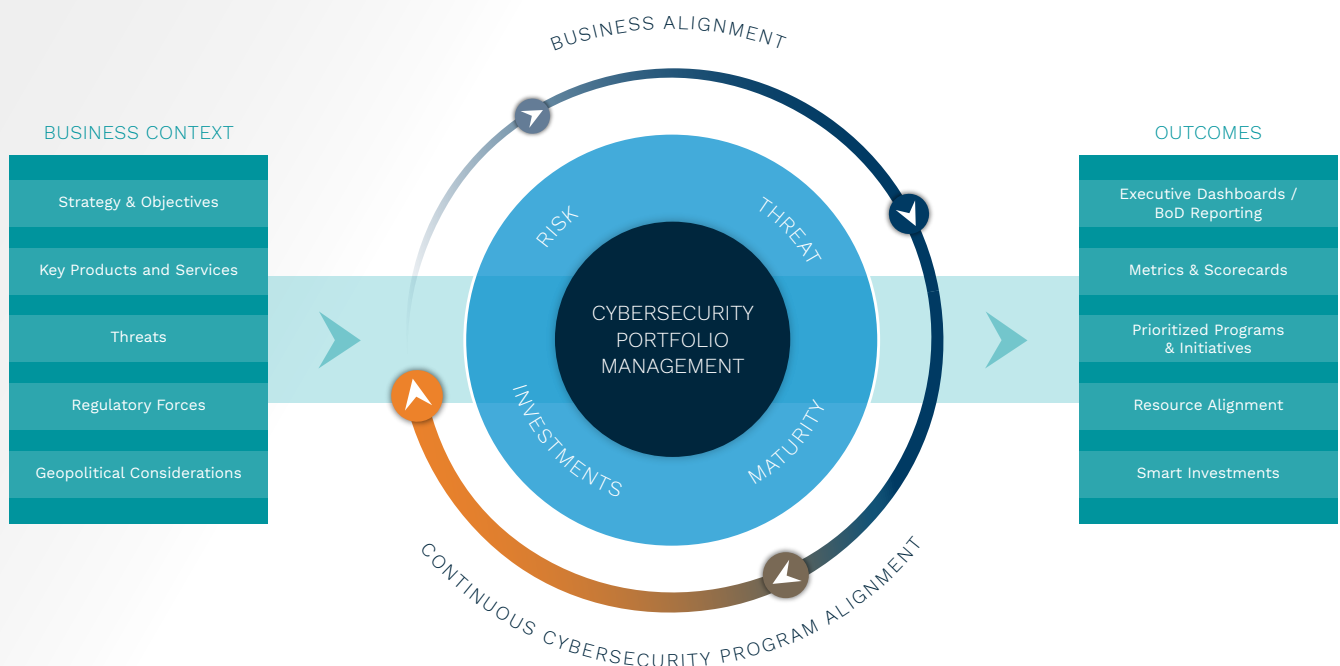 BUSINESS ALIGNMENT
BUSINESS CONTEXT
Strategy & Objectives
Key Products and Services
Threats
Regulatory Forces
Geopolitical Considerations
RISK
THREAT
CYBERSECURITY
PORTFOLIO
MANAGEMENT
INVESTMENTS
MATURITY
CONTINUOUS CYBERSECURITY PROGRAM ALIGNMENT
OUTCOMES
Executive Dashboards /
BoD Reporting
Metrics & Scorecards
Prioritized Programs
& Initiatives
Resource Alignment
Smart Investments